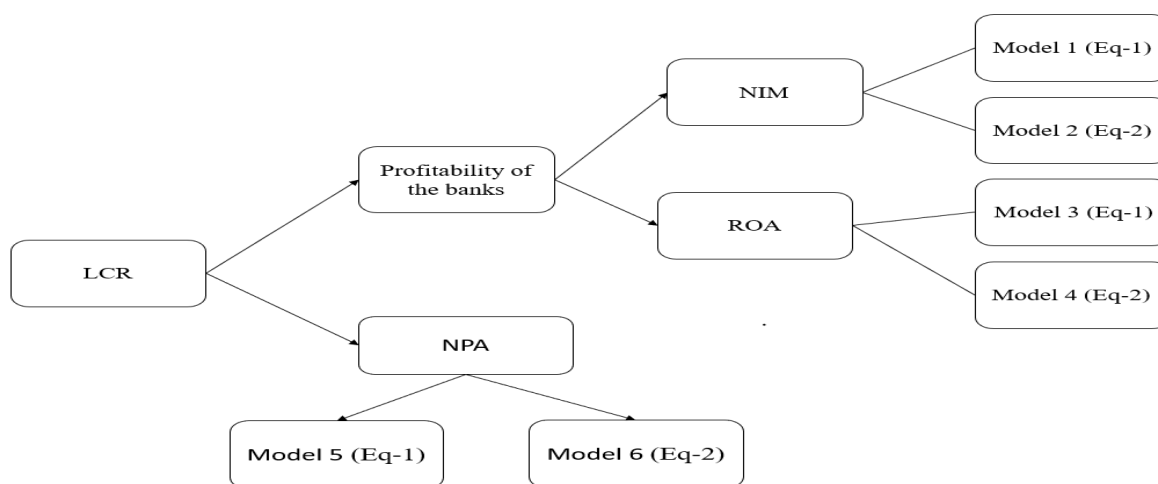 Model 1 (Eq-1)
NIM
Model 2 (Eq-2)
Profitability of
the banks
Model 3 (Eq-1)
ROA
LCR
Model 4 (Eq-2)
NPA
Model 5 (Eq-1)
Model 6 (Eq-2)